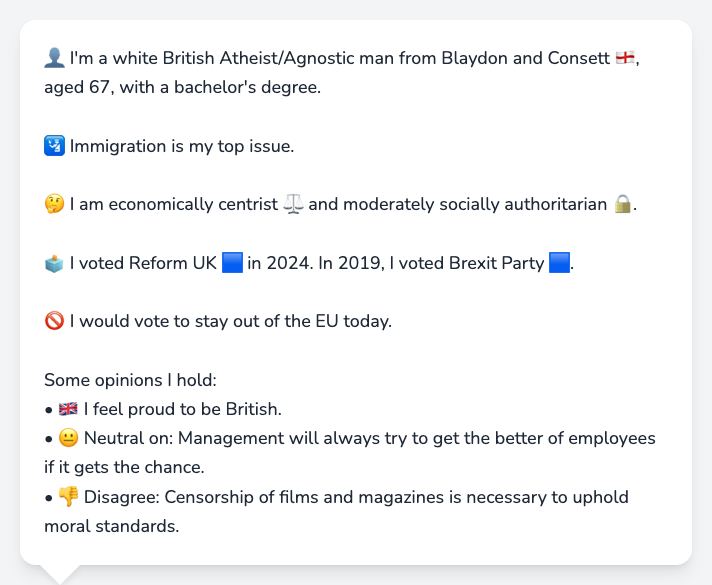 👤 I'm a white British Atheist/Agnostic man from Blaydon and Consett 🏴󠁧󠁢󠁥󠁮󠁧󠁿,
aged 67, with a bachelor's degree.
🛂 Immigration is my top issue.
🤔 I am economically centrist ⚖️ and moderately socially authoritarian 🔒.
🗳️ I voted Reform UK 🟦 in 2024. In 2019, I voted Brexit Party 🟦.
🚫 I would vote to stay out of the EU today.
Some opinions I hold:
• 🇬🇧 I feel proud to be British.
• 😐 Neutral on: Management will always try to get the better of employees
if it gets the chance.
• 👎 Disagree: Censorship of films and magazines is necessary to uphold
moral standards.